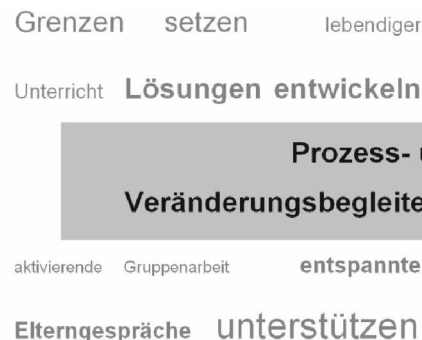 Grenzen setzen lebendiger
Unterricht Lösungen entwickeln
Prozess-
Veränderungsbegleite
aktivierende Gruppenarbeit entspannte
Elterngespräche unterstützen